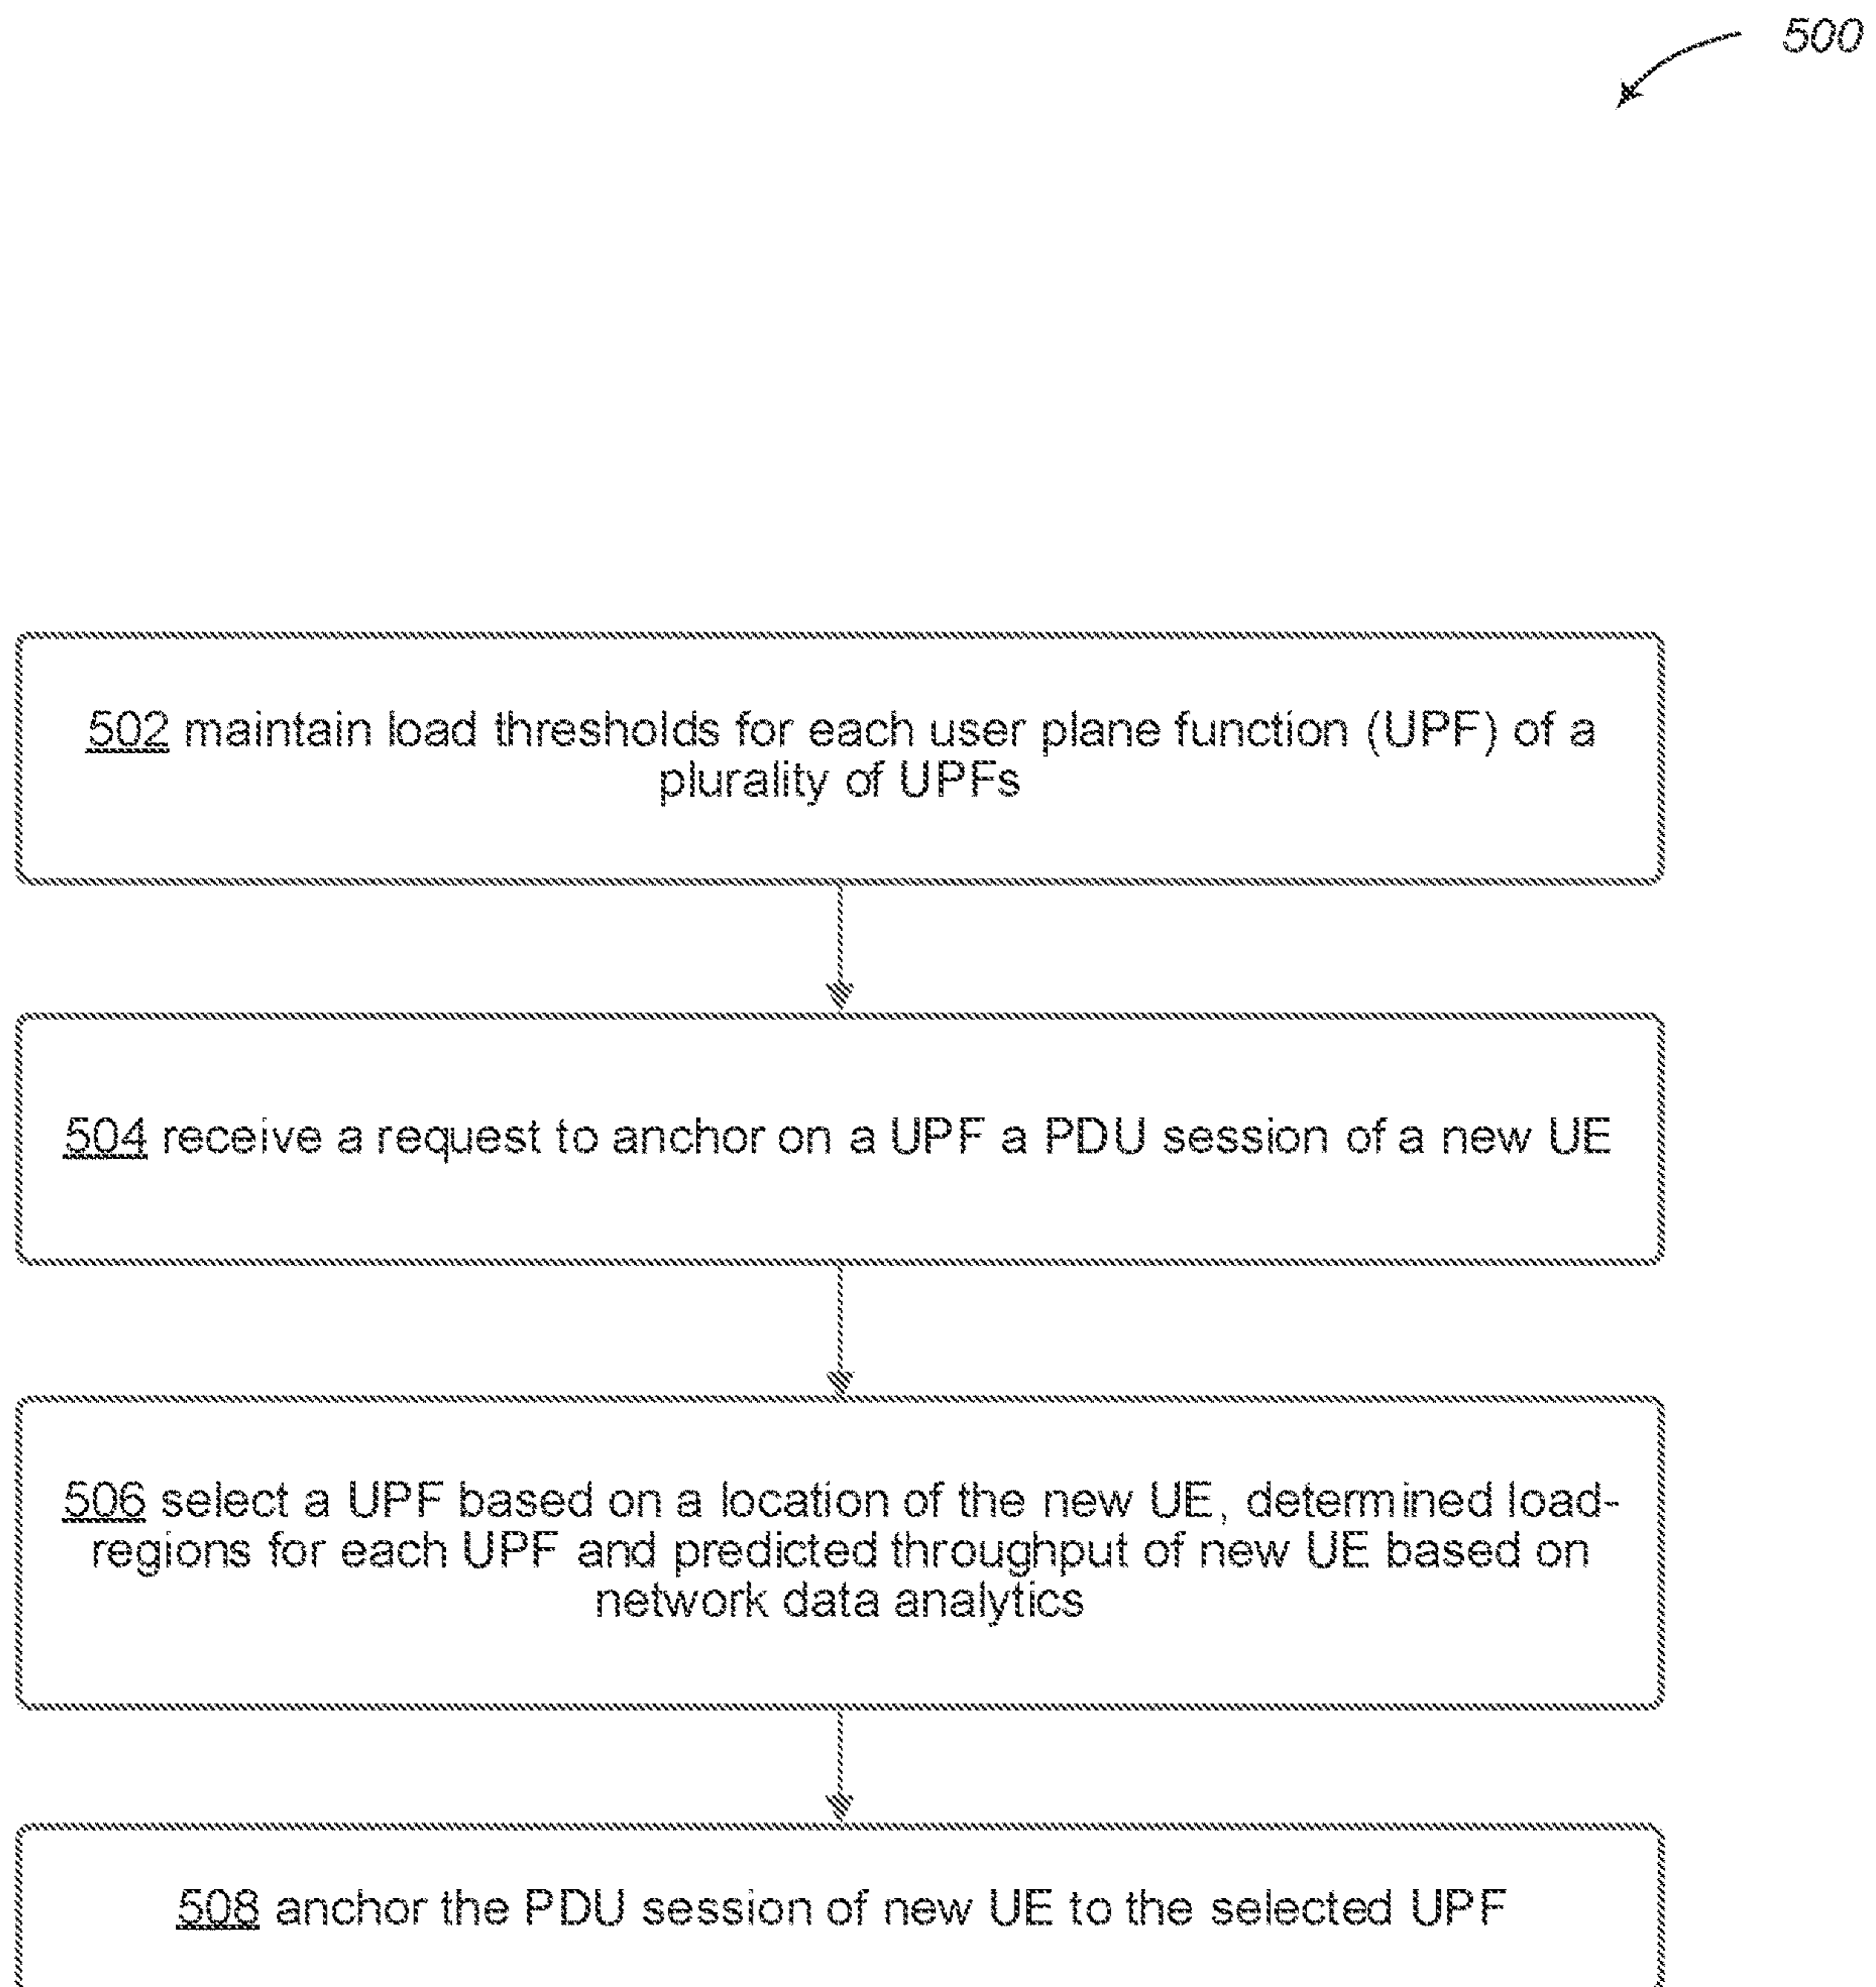 500
502 maintain load thresholds for each user plane function (UPF) of a
plurality of UPFs
504 receive a request to anchor on a UPF a PDU session of a new UE
506 select a UPF based on a location of the new UE, determined load-
regions for each UPF and predicted throughput of new UE based on
network data analytics
508 anchor the PDU session of new UE to the selected UPF